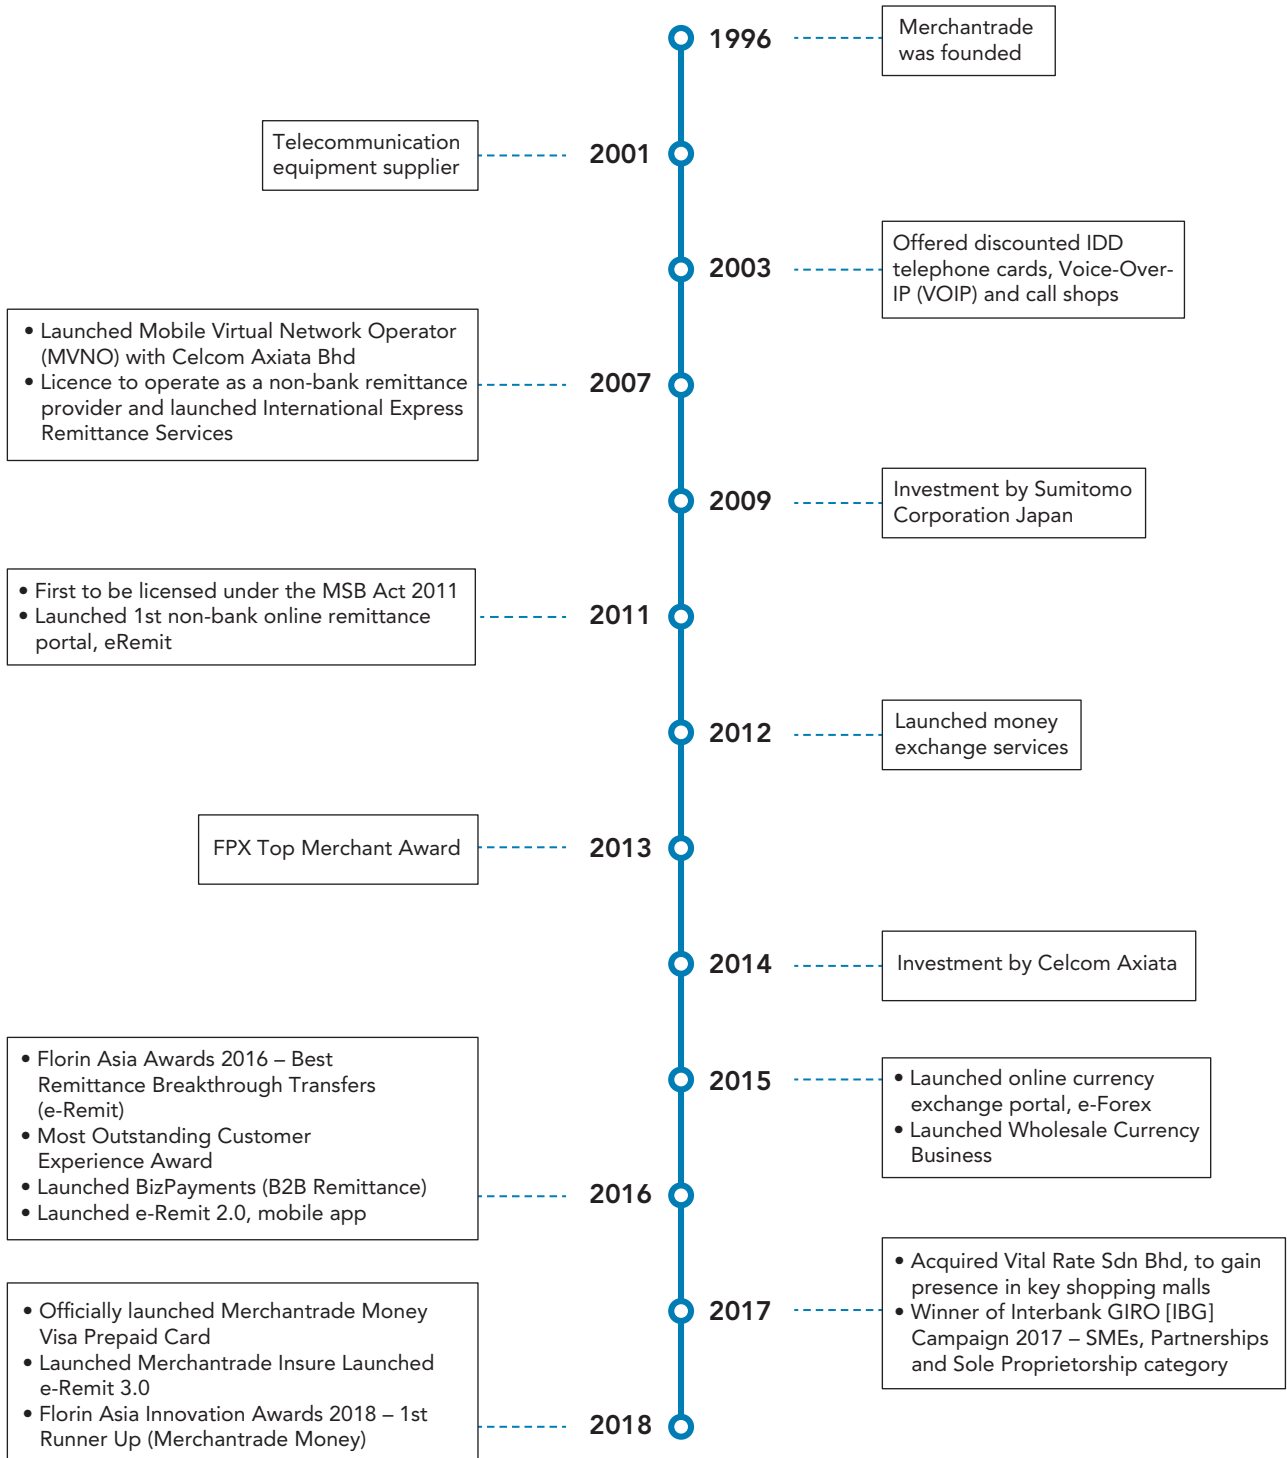 1996
Merchantrade
was founded
Telecommunication
equipment supplier
2001
2003
Offered discounted IDD
telephone cards, Voice-Over-
IP (VOIP) and call shops
• Launched Mobile Virtual Network Operator
(MVNO) with Celcom Axiata Bhd
• Licence to operate as a non-bank remittance
provider and launched International Express
Remittance Services
2007
2009
Investment by Sumitomo
Corporation Japan
• First to be licensed under the MSB Act 2011
• Launched 1st non-bank online remittance
portal, eRemit
2011
2012
Launched money
exchange services
FPX Top Merchant Award
2013
2014
Investment by Celcom Axiata
2015
• Launched online currency
exchange portal, e-Forex
• Launched Wholesale Currency
Business
• Florin Asia Awards 2016 – Best
Remittance Breakthrough Transfers
(e-Remit)
• Most Outstanding Customer
Experience Award
• Launched BizPayments (B2B Remittance)
• Launched e-Remit 2.0, mobile app
2016
2017
• Acquired Vital Rate Sdn Bhd, to gain
presence in key shopping malls
• Winner of Interbank GIRO [IBG]
Campaign 2017 – SMEs, Partnerships
and Sole Proprietorship category
• Officially launched Merchantrade Money
Visa Prepaid Card
• Launched Merchantrade Insure Launched
e-Remit 3.0
• Florin Asia Innovation Awards 2018 – 1st
Runner Up (Merchantrade Money)
2018